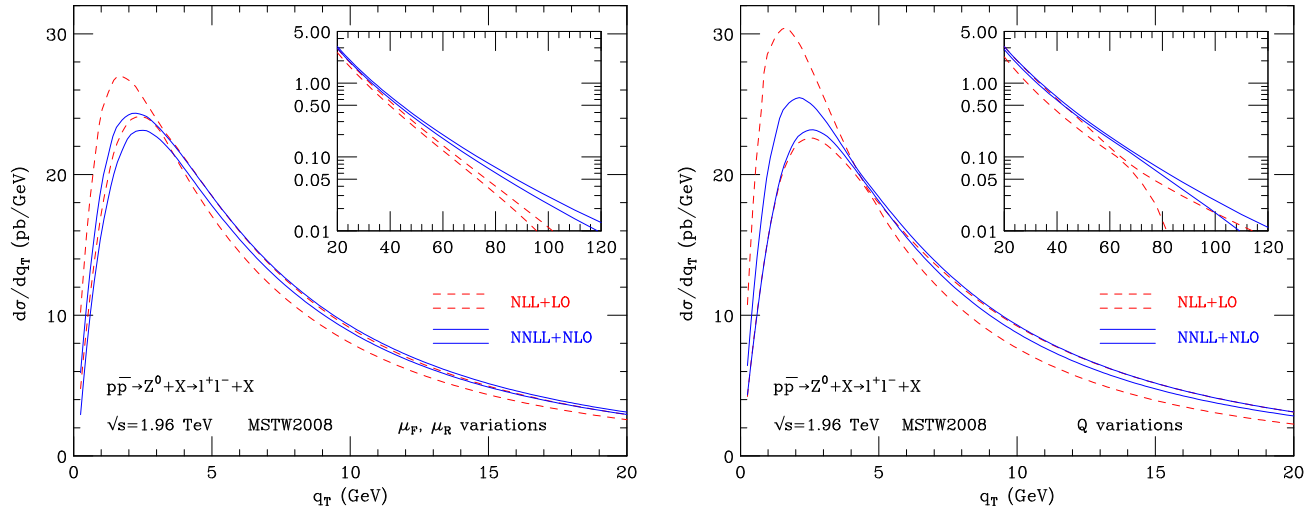 30
20
10
0
dσ/dq_T (pb/GeV)
5.00
1.00
0.50
0.10
0.05
0.01
20 40 60 80 100 120
NLL+LO
NNLL+NLO
pp̅→Z⁰+X→l⁺l⁻+X
√s=1.96 TeV MSTW2008 μ_F, μ_R variations
0 5 10 15 20
q_T (GeV)
30
20
10
0
dσ/dq_T (pb/GeV)
5.00
1.00
0.50
0.10
0.05
0.01
20 40 60 80 100 120
NLL+LO
NNLL+NLO
pp̅→Z⁰+X→l⁺l⁻+X
√s=1.96 TeV MSTW2008 Q variations
0 5 10 15 20
q_T (GeV)